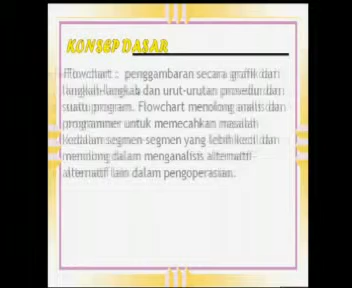 KONSEP DASAR
Flowchart : penggambaran secara grafik dari
langkah-langkah dan urut-urutan prosedur dari
suatu program. Flowchart menolong analis dan
programmer untuk memecahkan masalah
kedalam segmen-segmen yang lebih kecil dan
menolong dalam menganalisis alternatif-
alternatif lain dalam pengoperasian.